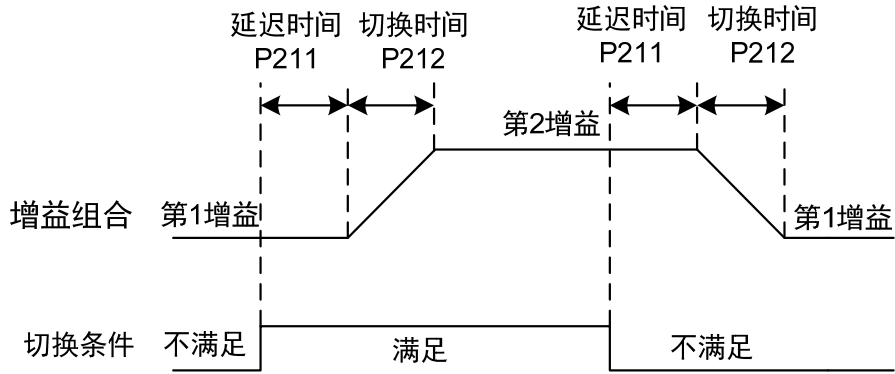 延迟时间 切换时间 延迟时间 切换时间
P211 P212 P211 P212
第2增益
增益组合 第1增益 第1增益
切换条件 不满足 满足 不满足